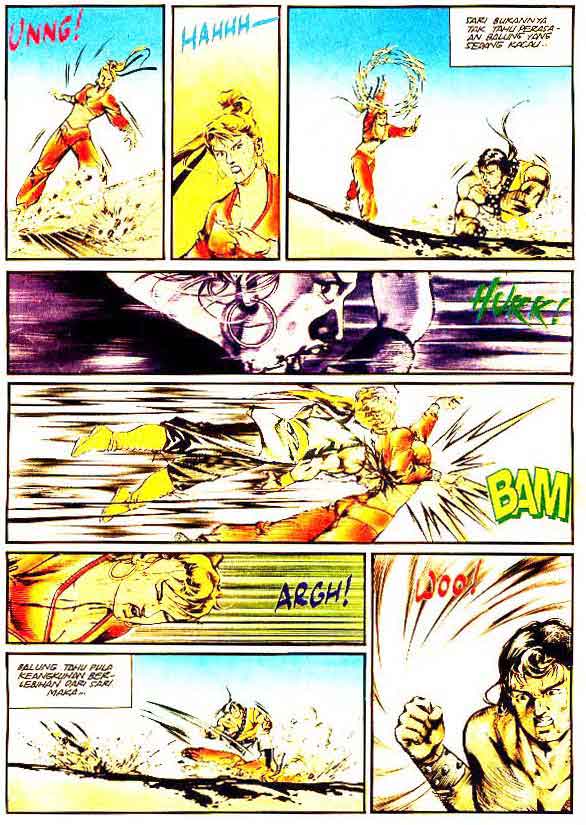 UNNG!
HAHHH—
SARI BUKANNYA
TAK TAHU PERASA-
AN BALUNG YANG
SEDANG KACAU..
HUKKK!
BAM
ARGH!
WOO!
BALUNG TAHU PULA
KEANGKUHAN BER-
LEBIHAN DARI SARI.
MAKA...